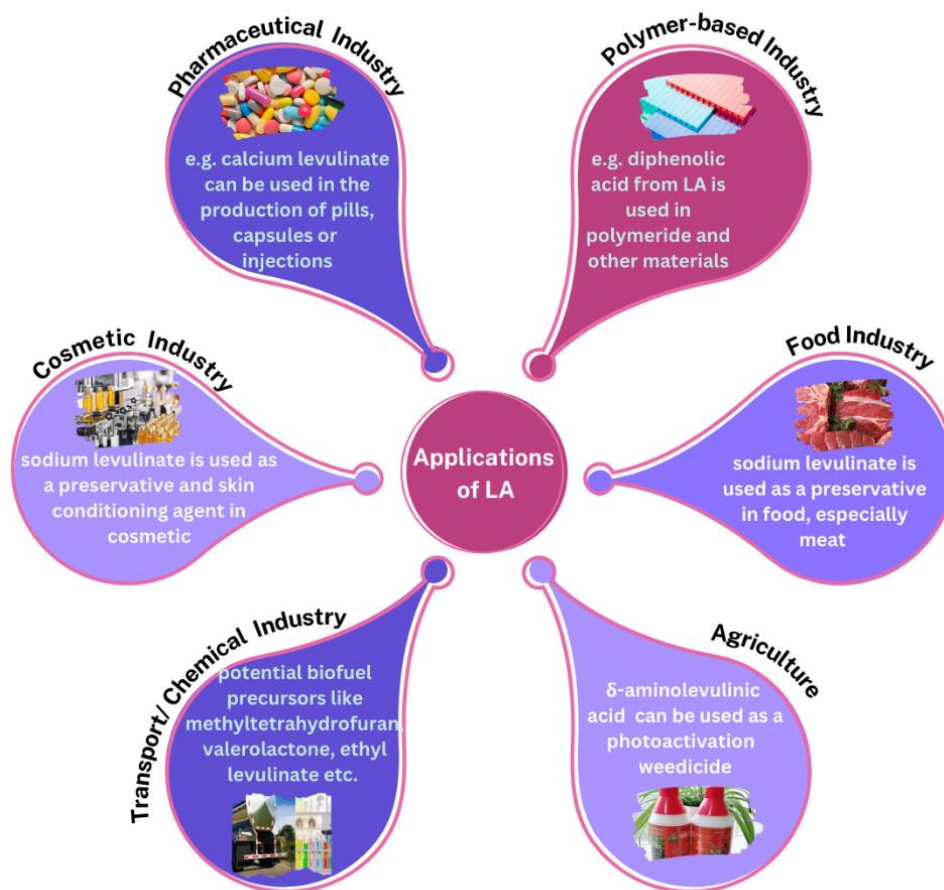 Pharmaceutical Industry
e.g. calcium levulinate
can be used in the
production of pills,
capsules or
injections
Polymer-based Industry
e.g. diphenolic
acid from LA is
used in
polymeride and
other materials
Cosmetic Industry
sodium levulinate is used as
a preservative and skin
conditioning agent in
cosmetic
Applications
of LA
Food Industry
sodium levulinate is
used as a preservative
in food, especially
meat
Transport/ Chemical Industry
potential biofuel
precursors like
methyltetrahydrofuran,
valerolactone, ethyl
levulinate etc.
Agriculture
δ-aminolevulinic
acid can be used as a
photoactivation
weedicide